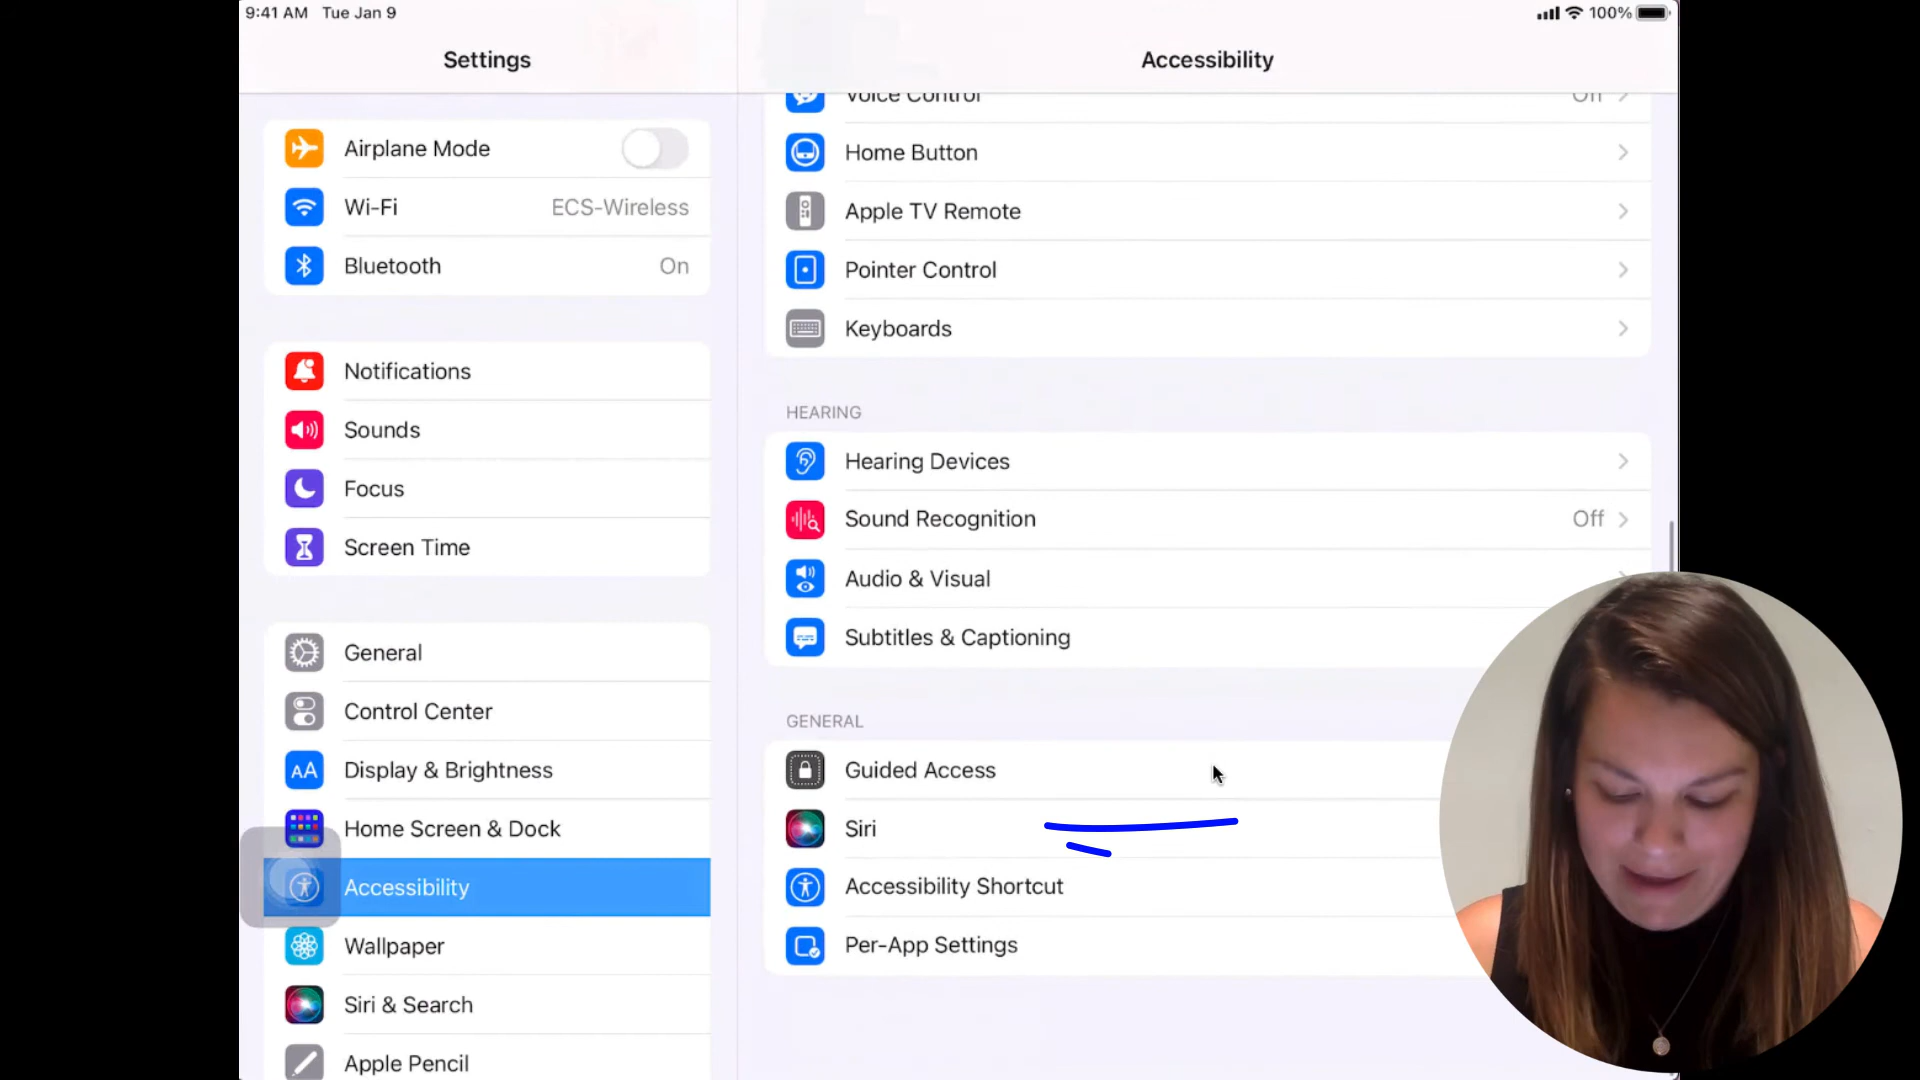 9:41 AM Tue Jan 9
100%
Settings
Airplane Mode
Wi-Fi ECS-Wireless
Bluetooth On
Notifications
Sounds
Focus
Screen Time
General
Control Center
Display & Brightness
Home Screen & Dock
Accessibility
Wallpaper
Siri & Search
Apple Pencil
Accessibility
Voice Control Off
Home Button
Apple TV Remote
Pointer Control
Keyboards
HEARING
Hearing Devices
Sound Recognition Off
Audio & Visual
Subtitles & Captioning
GENERAL
Guided Access
Siri
Accessibility Shortcut
Per-App Settings